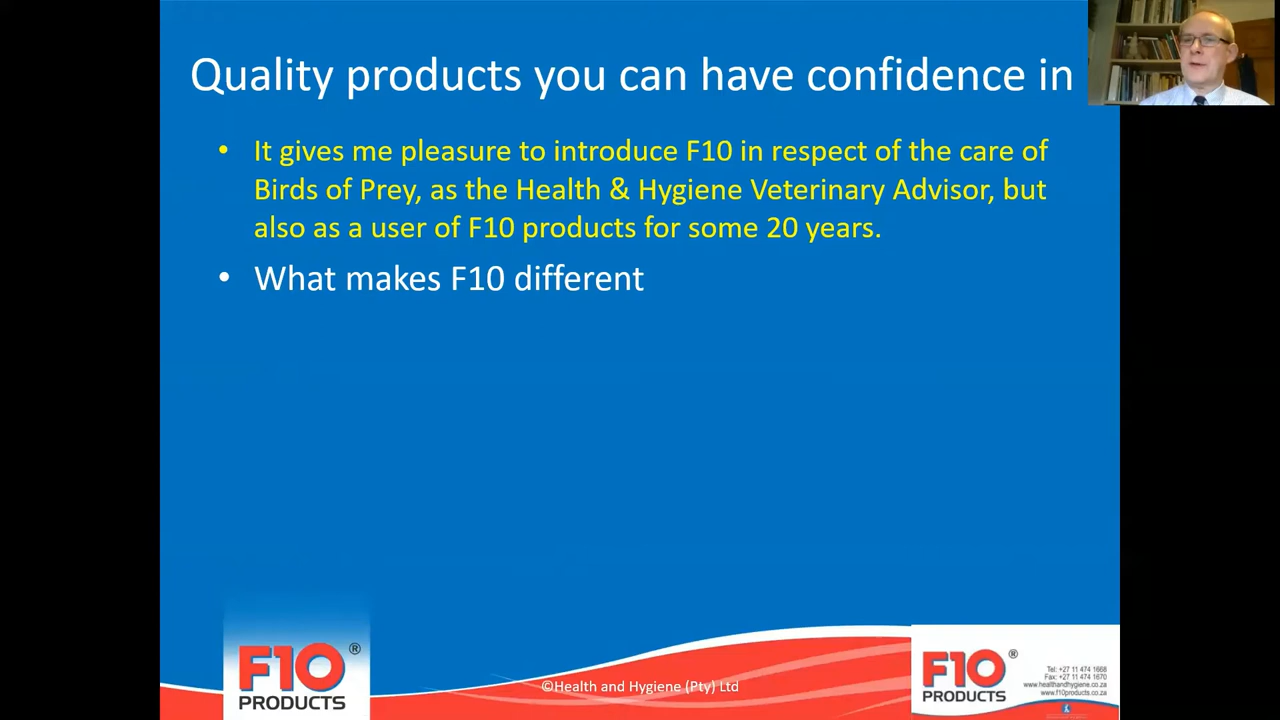 Quality products you can have confidence in
• It gives me pleasure to introduce F10 in respect of the care of
Birds of Prey, as the Health & Hygiene Veterinary Advisor, but
also as a user of F10 products for some 20 years.
• What makes F10 different
F10 ®
PRODUCTS
©Health and Hygiene (Pty) Ltd
F10 ®
PRODUCTS
Tel: +27 11 474 1668
Fax: +27 11 474 1670
www.healthandhygiene.co.za
www.f10products.co.za